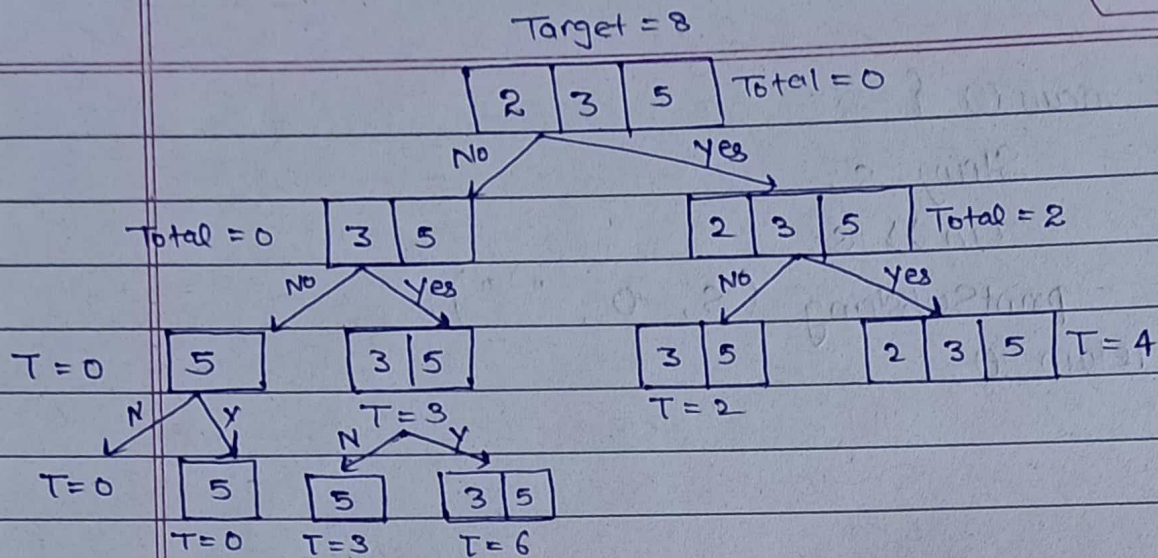 Target = 8
2 3 5 Total = 0
No Yes
Total = 0 3 5 2 3 5 Total = 2
No Yes No Yes
T = 0 5 3 5 3 5 2 3 5 T = 4
T = 3 T = 2
N Y N Y
T = 0 5 5 3 5
T = 0 T = 3 T = 6